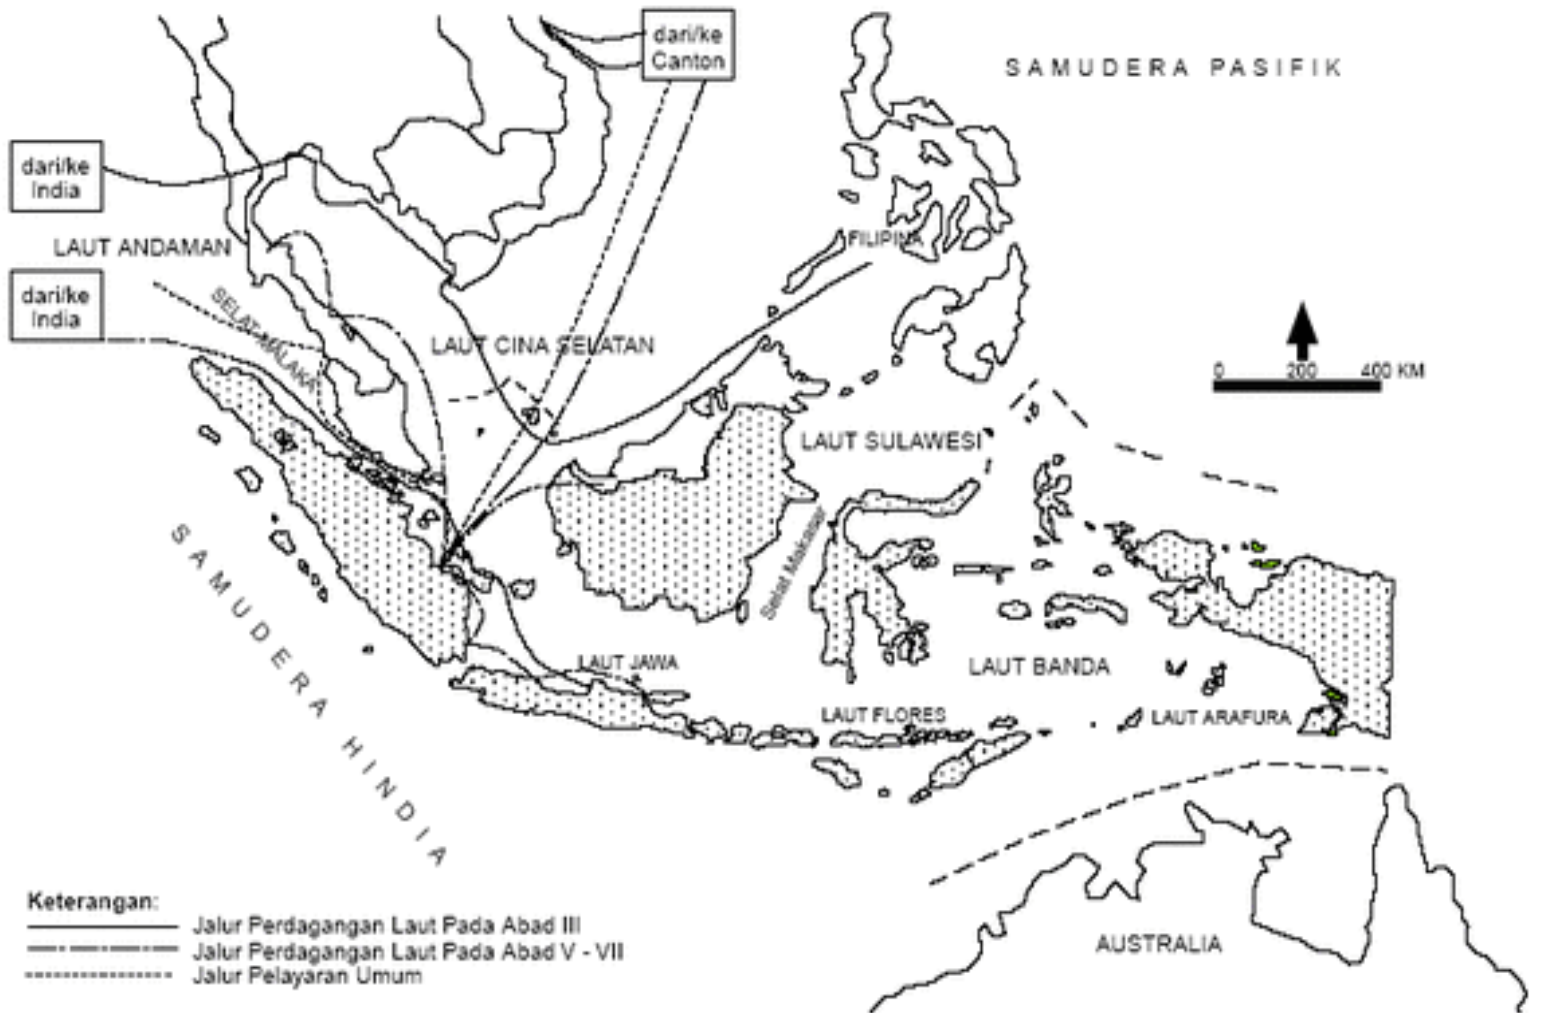 dari/ke
Canton
SAMUDERA PASIFIK
dari/ke
India
LAUT ANDAMAN
FILIPINA
dari/ke
India
SELAT MALAKA
LAUT CINA SELATAN
0 200 400 KM
LAUT SULAWESI
Selat Makasar
SAMUDERA HINDIA
LAUT JAWA
LAUT BANDA
LAUT FLORES
LAUT ARAFURA
AUSTRALIA
Keterangan:
Jalur Perdagangan Laut Pada Abad III
Jalur Perdagangan Laut Pada Abad V - VII
Jalur Pelayaran Umum